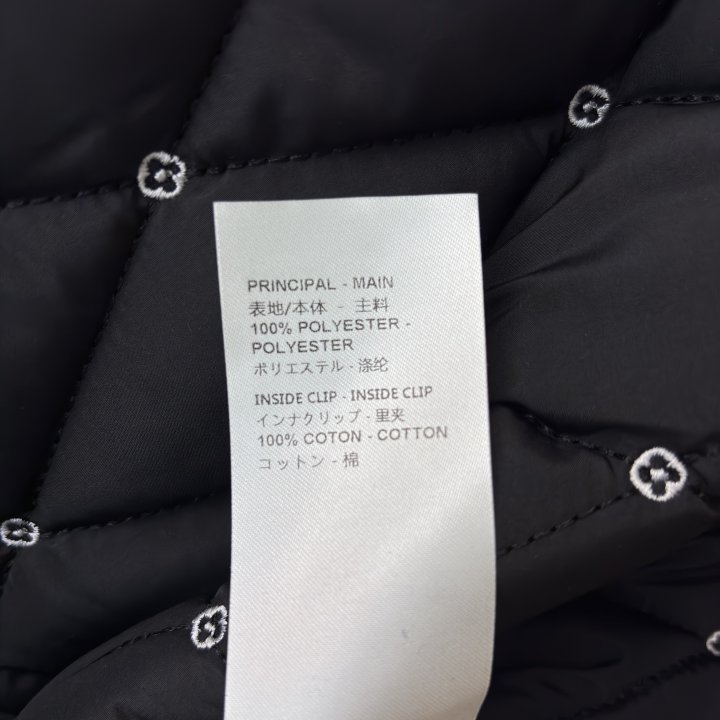 PRINCIPAL - MAIN
表地/本体 - 主料
100% POLYESTER -
POLYESTER
ポリエステル - 涤纶
INSIDE CLIP - INSIDE CLIP
インナクリップ - 里夹
100% COTON - COTTON
コットン - 棉